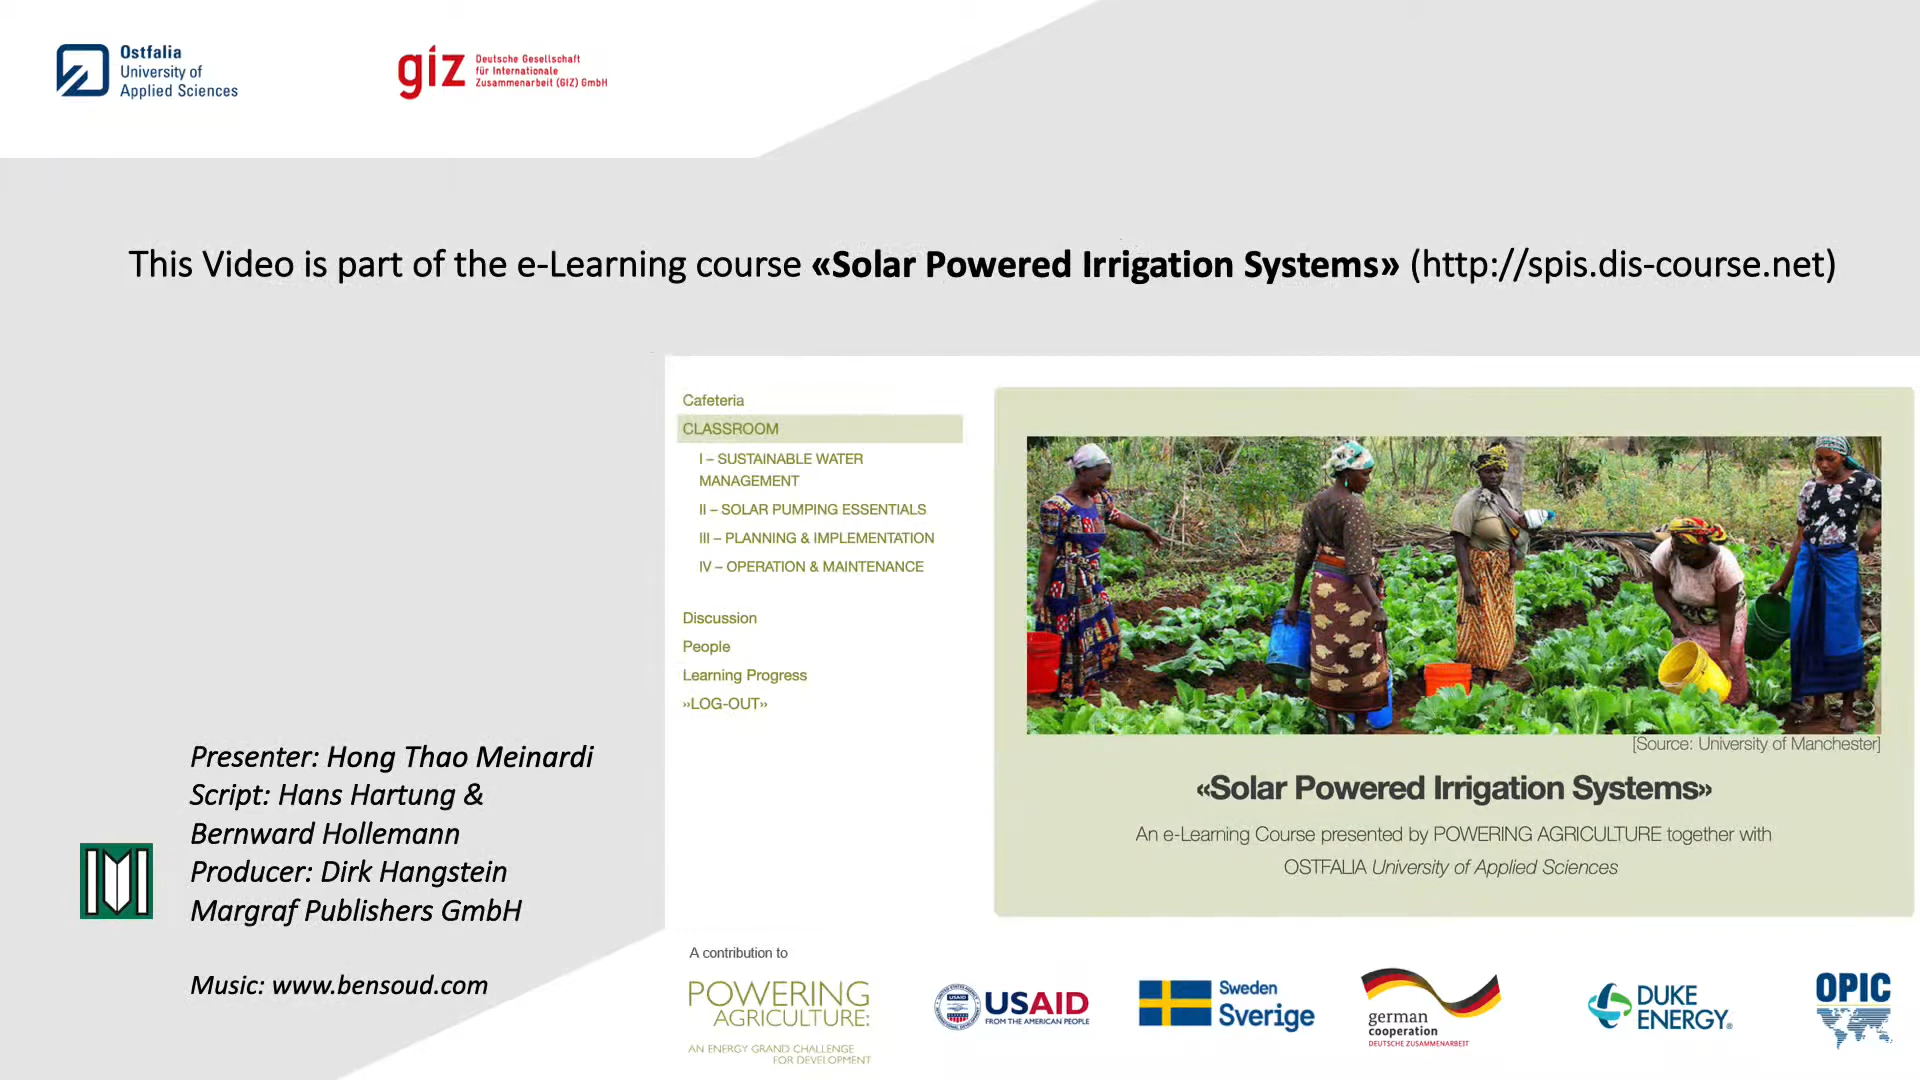 Ostfalia
University of
Applied Sciences
giz
Deutsche Gesellschaft
für Internationale
Zusammenarbeit (GIZ) GmbH
This Video is part of the e-Learning course «Solar Powered Irrigation Systems» (http://spis.dis-course.net)
Cafeteria
CLASSROOM
I – SUSTAINABLE WATER
MANAGEMENT
II – SOLAR PUMPING ESSENTIALS
III – PLANNING & IMPLEMENTATION
IV – OPERATION & MAINTENANCE
Discussion
People
Learning Progress
»LOG-OUT»
[Source: University of Manchester]
«Solar Powered Irrigation Systems»
An e-Learning Course presented by POWERING AGRICULTURE together with
OSTFALIA University of Applied Sciences
Presenter: Hong Thao Meinardi
Script: Hans Hartung &
Bernward Hollemann
Producer: Dirk Hangstein
Margraf Publishers GmbH
Music: www.bensoud.com
A contribution to
POWERING
AGRICULTURE:
AN ENERGY GRAND CHALLENGE
FOR DEVELOPMENT
USAID
USAID
FROM THE AMERICAN PEOPLE
Sweden
Sverige
german
cooperation
DEUTSCHE ZUSAMMENARBEIT
DUKE
ENERGY®
OPIC